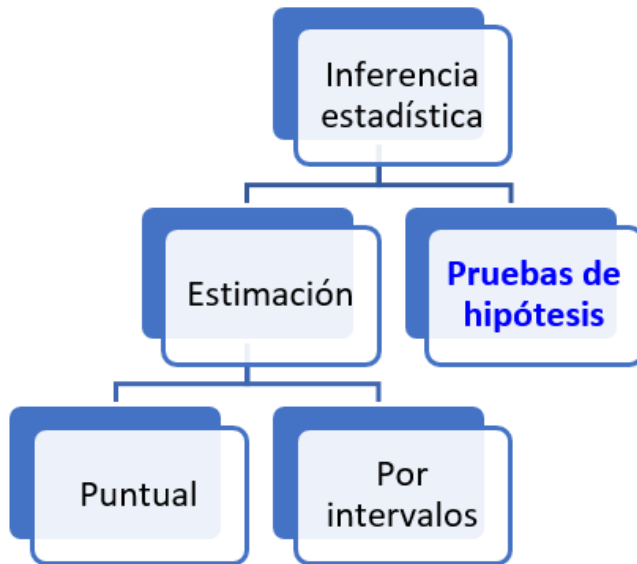 Inferencia
estadística
Estimación
Pruebas de
hipótesis
Puntual
Por
intervalos